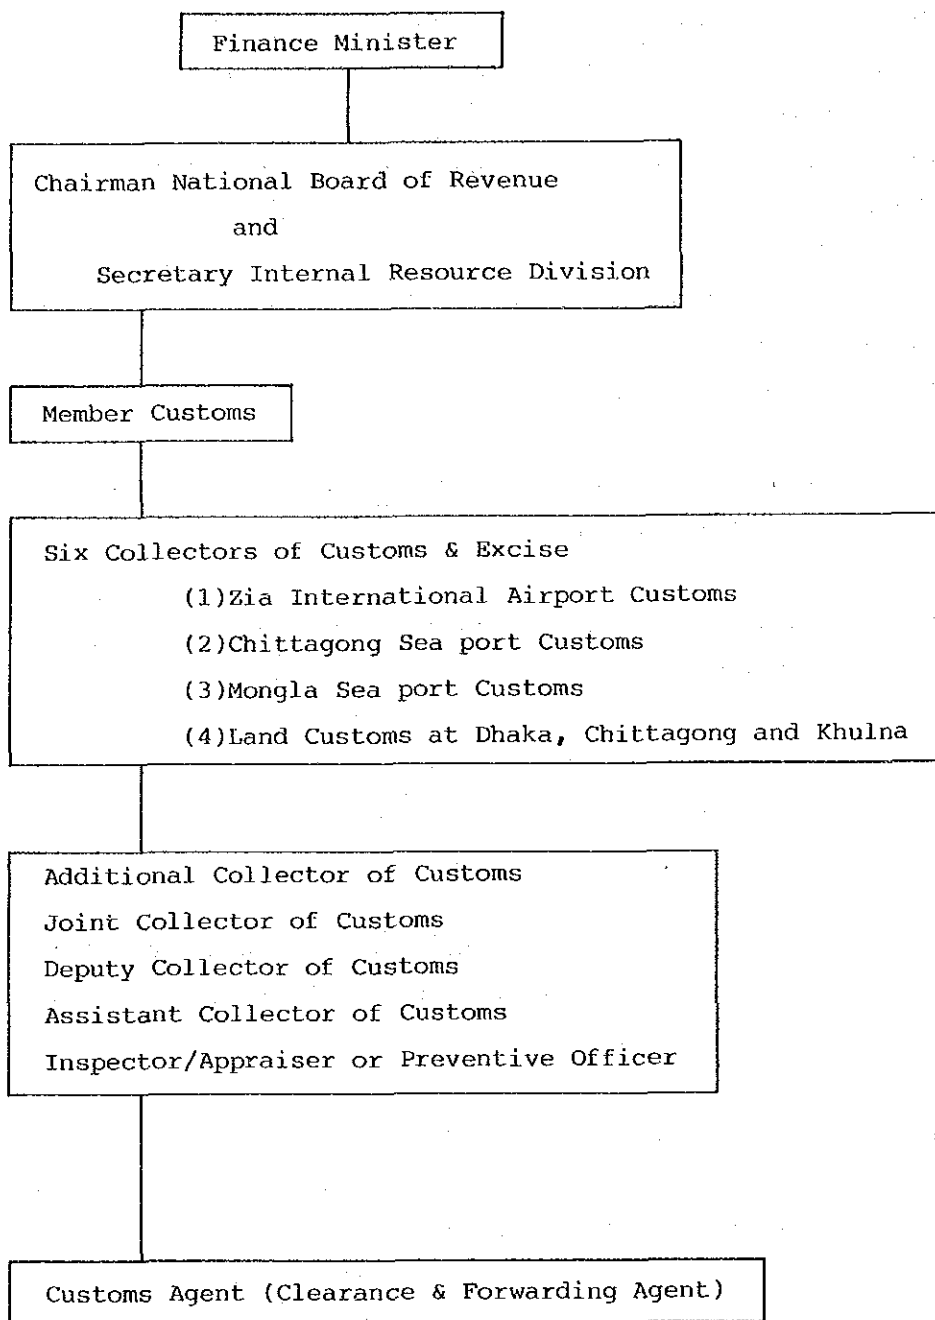 Finance Minister
Chairman National Board of Revenue
and
Secretary Internal Resource Division
Member Customs
Six Collectors of Customs & Excise
(1)Zia International Airport Customs
(2)Chittagong Sea port Customs
(3)Mongla Sea port Customs
(4)Land Customs at Dhaka, Chittagong and Khulna
Additional Collector of Customs
Joint Collector of Customs
Deputy Collector of Customs
Assistant Collector of Customs
Inspector/Appraiser or Preventive Officer
Customs Agent (Clearance & Forwarding Agent)